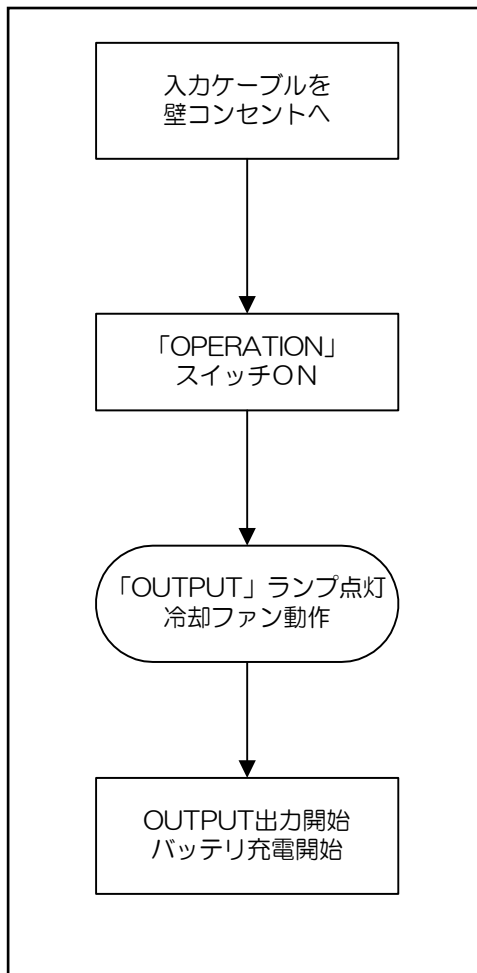 入力ケーブルを
壁コンセントへ
「OPERATION」
スイッチＯＮ
「OUTPUT」ランプ点灯
冷却ファン動作
OUTPUT出力開始
バッテリ充電開始